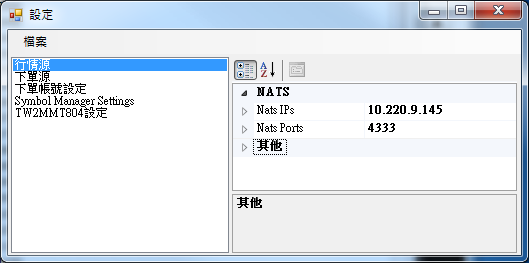 設定
檔案
行情源
下單源
下單帳號設定
Symbol Manager Settings
TW2MMT804設定
NATS
Nats IPs 10.220.9.145
Nats Ports 4333
其他
其他